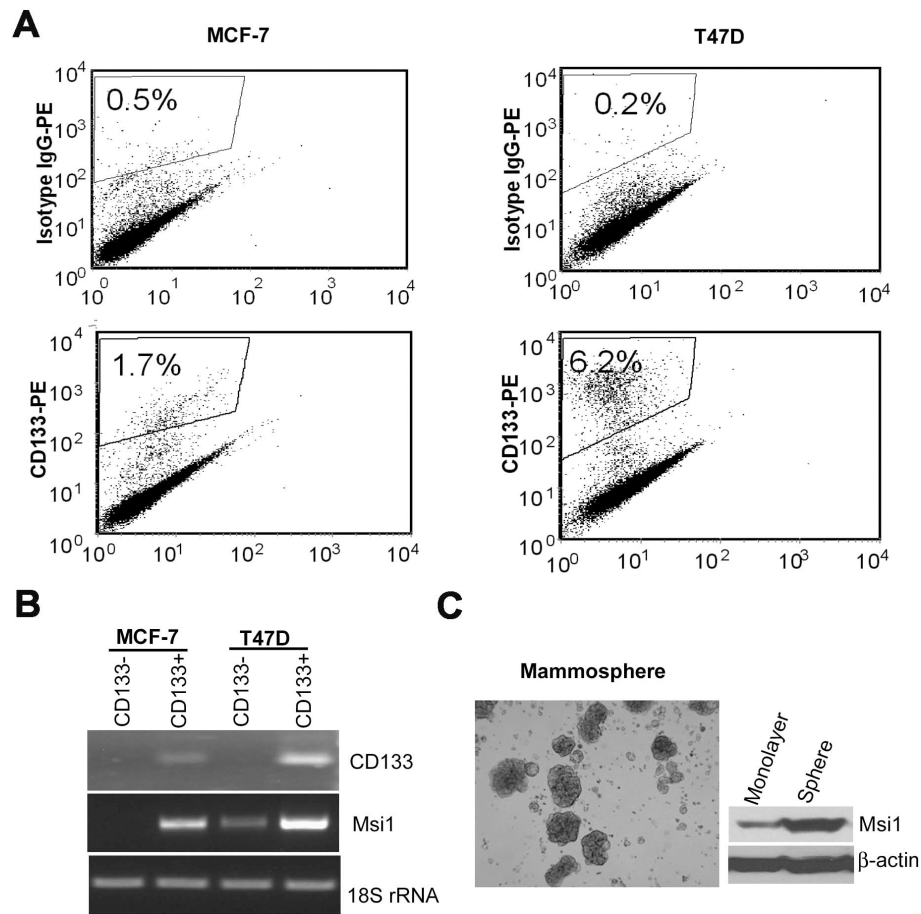 A
MCF-7
T47D
Isotype IgG-PE
10^4
10^3
10^2
10^1
10^0
0.5%
10^0 10^1 10^2 10^3 10^4
Isotype IgG-PE
10^4
10^3
10^2
10^1
10^0
0.2%
10^0 10^1 10^2 10^3 10^4
CD133-PE
10^4
10^3
10^2
10^1
10^0
1.7%
10^0 10^1 10^2 10^3 10^4
CD133-PE
10^4
10^3
10^2
10^1
10^0
6.2%
10^0 10^1 10^2 10^3 10^4
B
MCF-7 T47D
CD133- CD133+ CD133- CD133+
CD133
Msi1
18S rRNA
C
Mammosphere
Monolayer Sphere
Msi1
β-actin